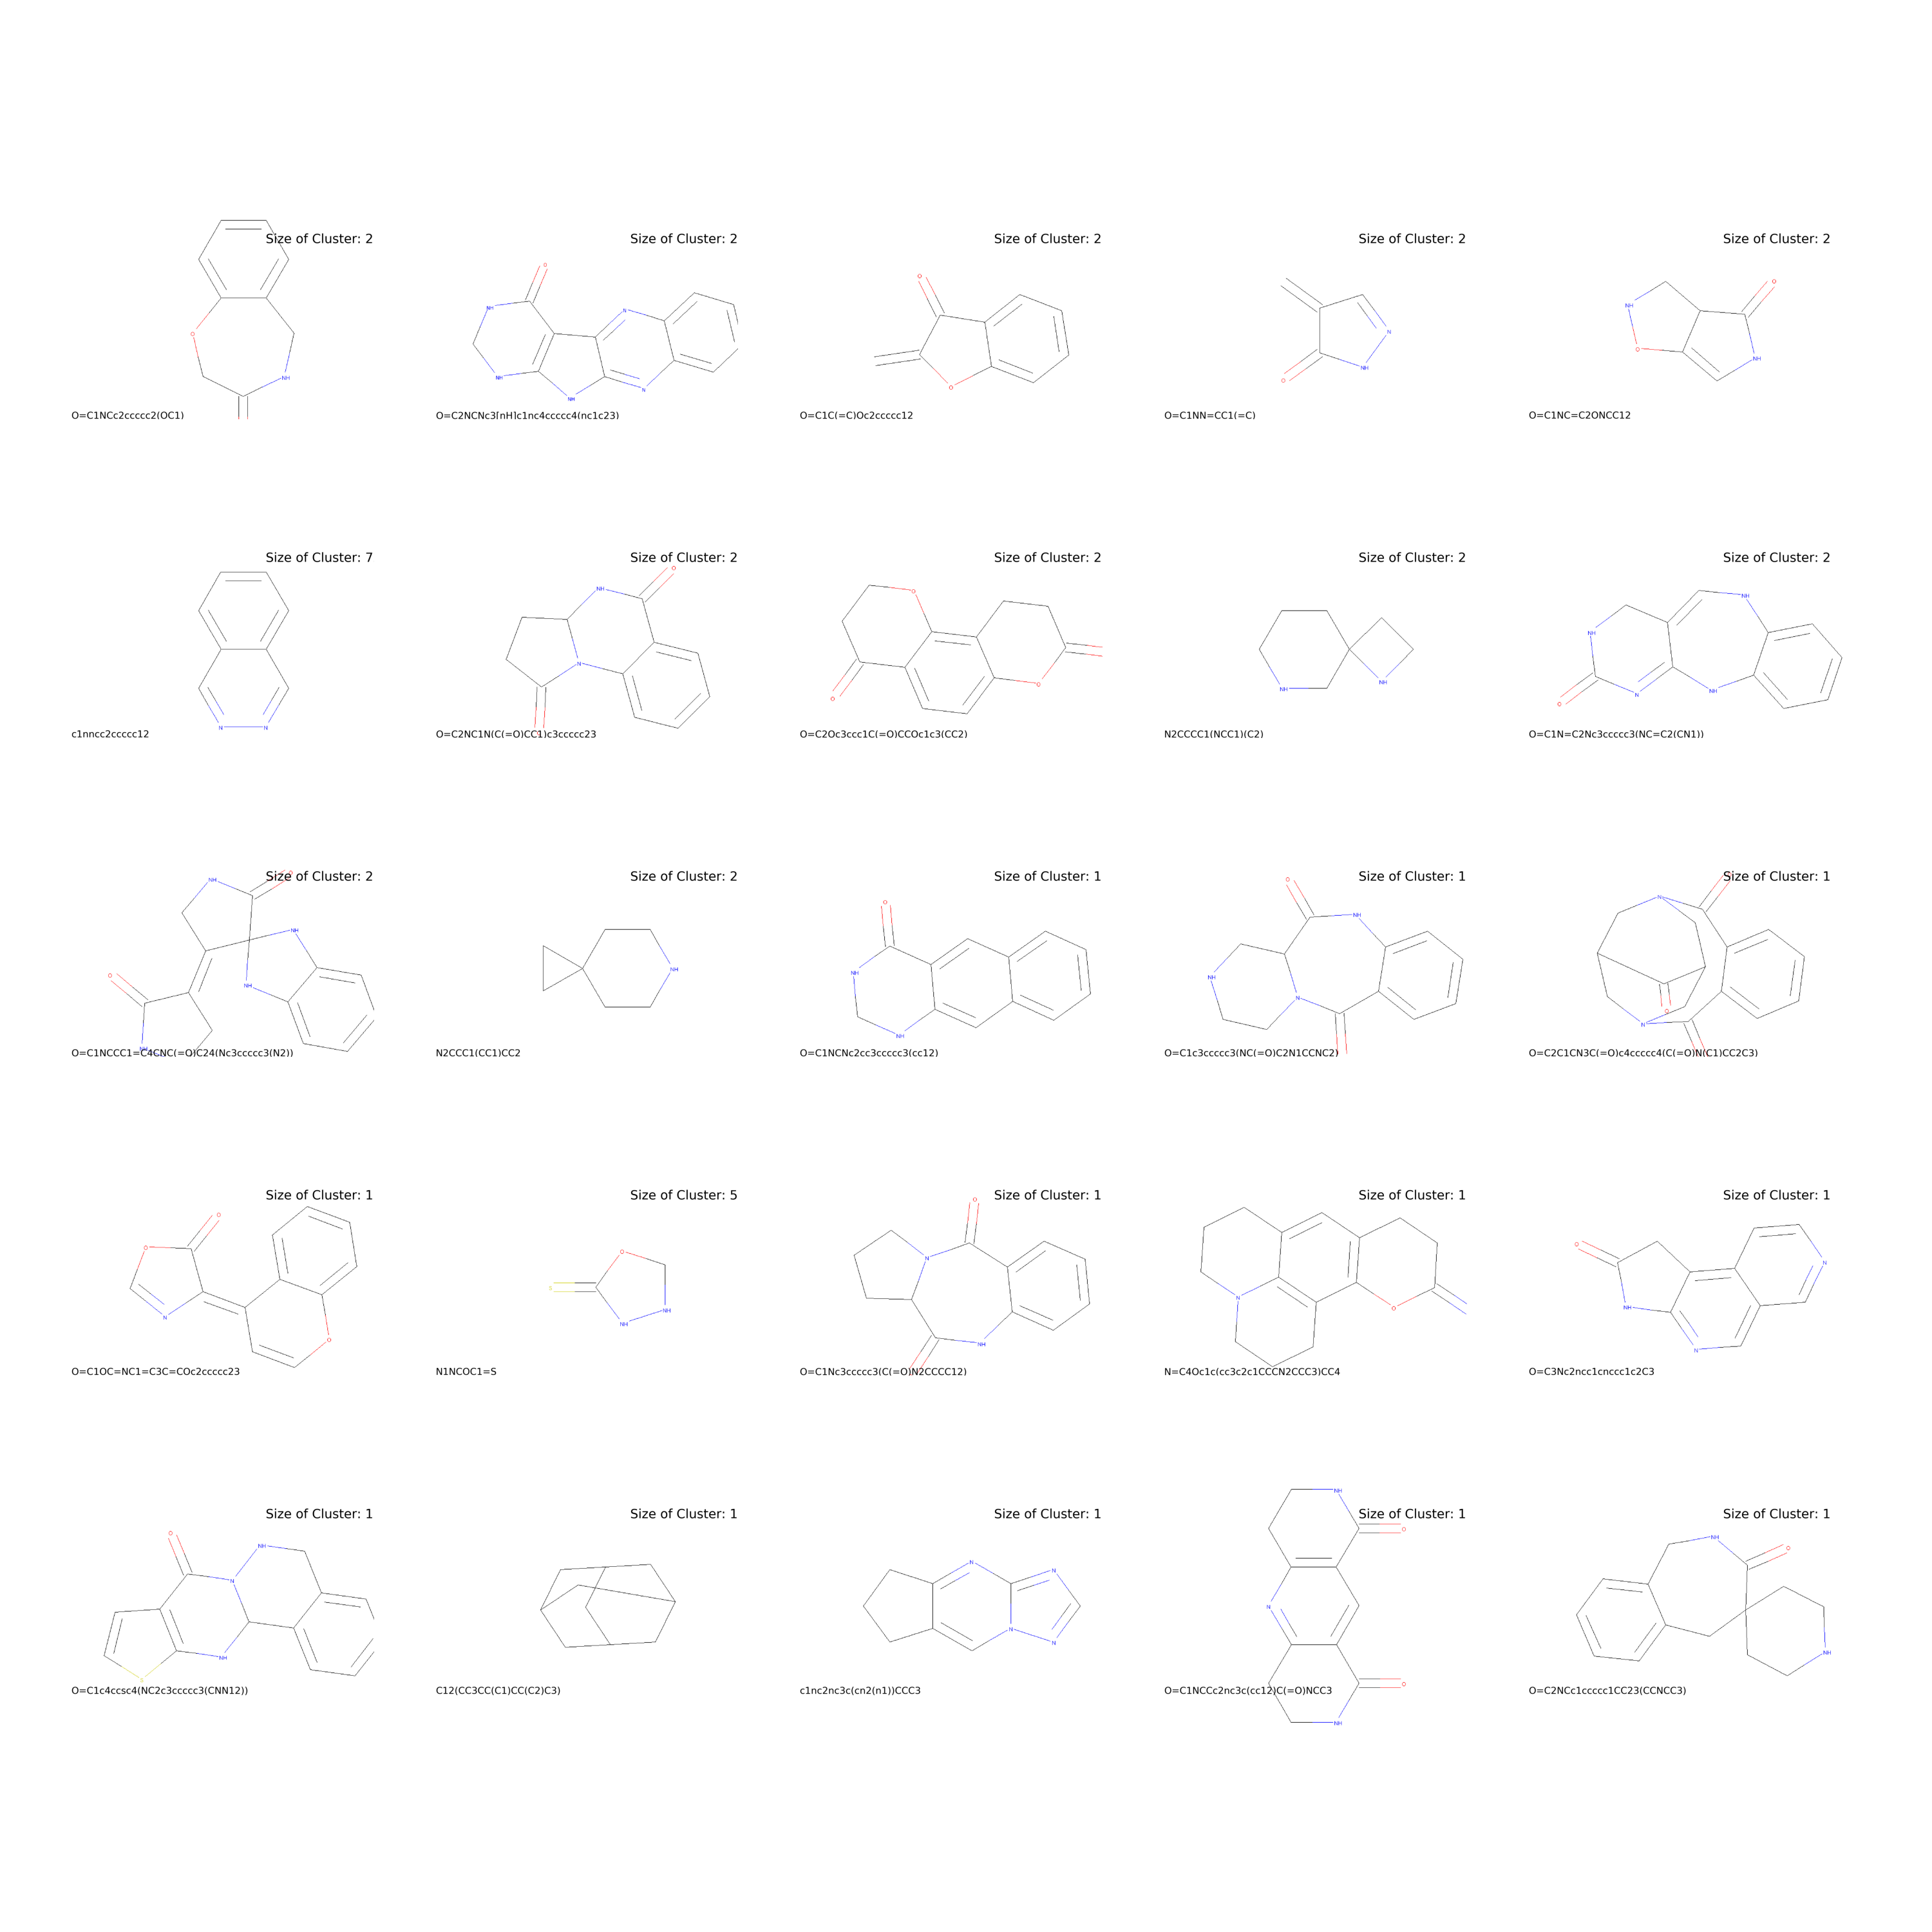 Size of Cluster: 2
O=C1NCc2ccccc2(OC1)
Size of Cluster: 2
O=C2NCNc3[nH]c1nc4ccccc4(nc1c23)
Size of Cluster: 2
O=C1C(=C)Oc2ccccc12
Size of Cluster: 2
O=C1NN=CC1(=C)
Size of Cluster: 2
O=C1NC=C2ONCC12
Size of Cluster: 7
c1nncc2ccccc12
Size of Cluster: 2
O=C2NC1N(C(=O)CC1)c3ccccc23
Size of Cluster: 2
O=C2Oc3ccc1C(=O)CCOc1c3(CC2)
Size of Cluster: 2
N2CCCC1(NCC1)(C2)
Size of Cluster: 2
O=C1N=C2Nc3ccccc3(NC=C2(CN1))
Size of Cluster: 2
O=C1NCCC1=C4CNC(=O)C24(Nc3ccccc3(N2))
Size of Cluster: 2
N2CCC1(CC1)CC2
Size of Cluster: 1
O=C1NCNc2cc3ccccc3(cc12)
Size of Cluster: 1
O=C1c3ccccc3(NC(=O)C2N1CCNC2)
Size of Cluster: 1
O=C2C1CN3C(=O)c4ccccc4(C(=O)N(C1)CC2C3)
Size of Cluster: 1
O=C1OC=NC1=C3C=COc2ccccc23
Size of Cluster: 5
N1NCOC1=S
Size of Cluster: 1
O=C1Nc3ccccc3(C(=O)N2CCCC12)
Size of Cluster: 1
N=C4Oc1c(cc3c2c1CCCN2CCC3)CC4
Size of Cluster: 1
O=C3Nc2ncc1cnccc1c2C3
Size of Cluster: 1
O=C1c4ccsc4(NC2c3ccccc3(CNN12))
Size of Cluster: 1
C12(CC3CC(C1)CC(C2)C3)
Size of Cluster: 1
c1nc2nc3c(cn2(n1))CCC3
Size of Cluster: 1
O=C1NCCc2nc3c(cc12)C(=O)NCC3
Size of Cluster: 1
O=C2NCc1ccccc1CC23(CCNCC3)